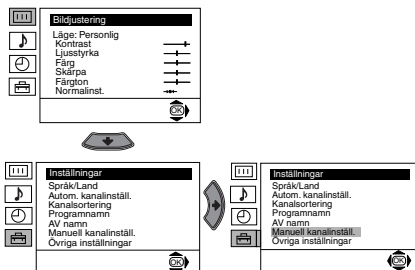 Bildjustering
Läge: Personlig
Kontrast
Ljusstyrka
Färg
Skärpa
Färgton
Normalinst.
OK
Inställningar
Språk/Land
Autom. kanalinställ.
Kanalsortering
Programnamn
AV namn
Manuell kanalinställ.
Övriga inställningar
OK
Inställningar
Språk/Land
Autom. kanalinställ.
Kanalsortering
Programnamn
AV namn
Manuell kanalinställ.
Övriga inställningar
OK